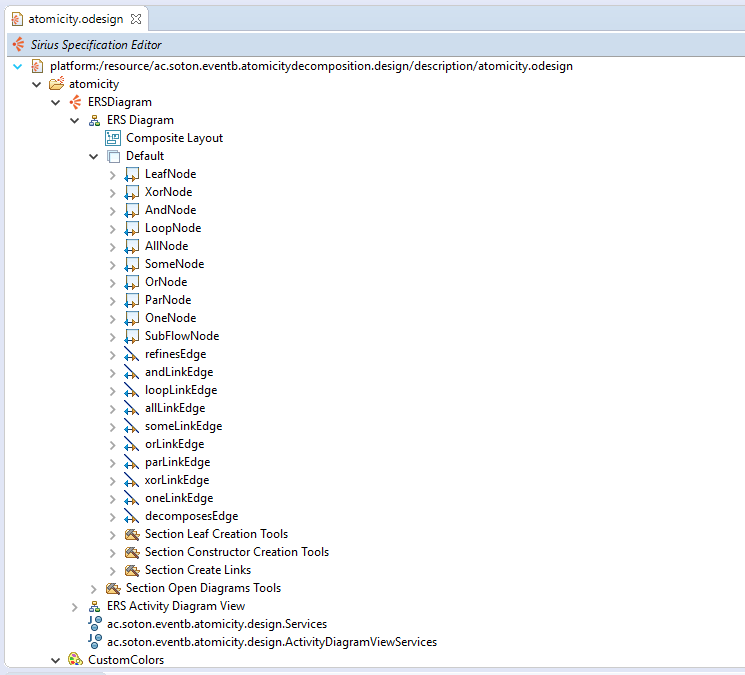 atomicity.odesign
Sirius Specification Editor
platform:/resource/ac.soton.eventb.atomicitydecomposition.design/description/atomicity.odesign
atomicity
ERSDiagram
ERS Diagram
Composite Layout
Default
LeafNode
XorNode
AndNode
LoopNode
AllNode
SomeNode
OrNode
ParNode
OneNode
SubFlowNode
refinesEdge
andLinkEdge
loopLinkEdge
allLinkEdge
someLinkEdge
orLinkEdge
parLinkEdge
xorLinkEdge
oneLinkEdge
decomposesEdge
Section Leaf Creation Tools
Section Constructor Creation Tools
Section Create Links
Section Open Diagrams Tools
ERS Activity Diagram View
ac.soton.eventb.atomicity.design.Services
ac.soton.eventb.atomicity.design.ActivityDiagramViewServices
CustomColors